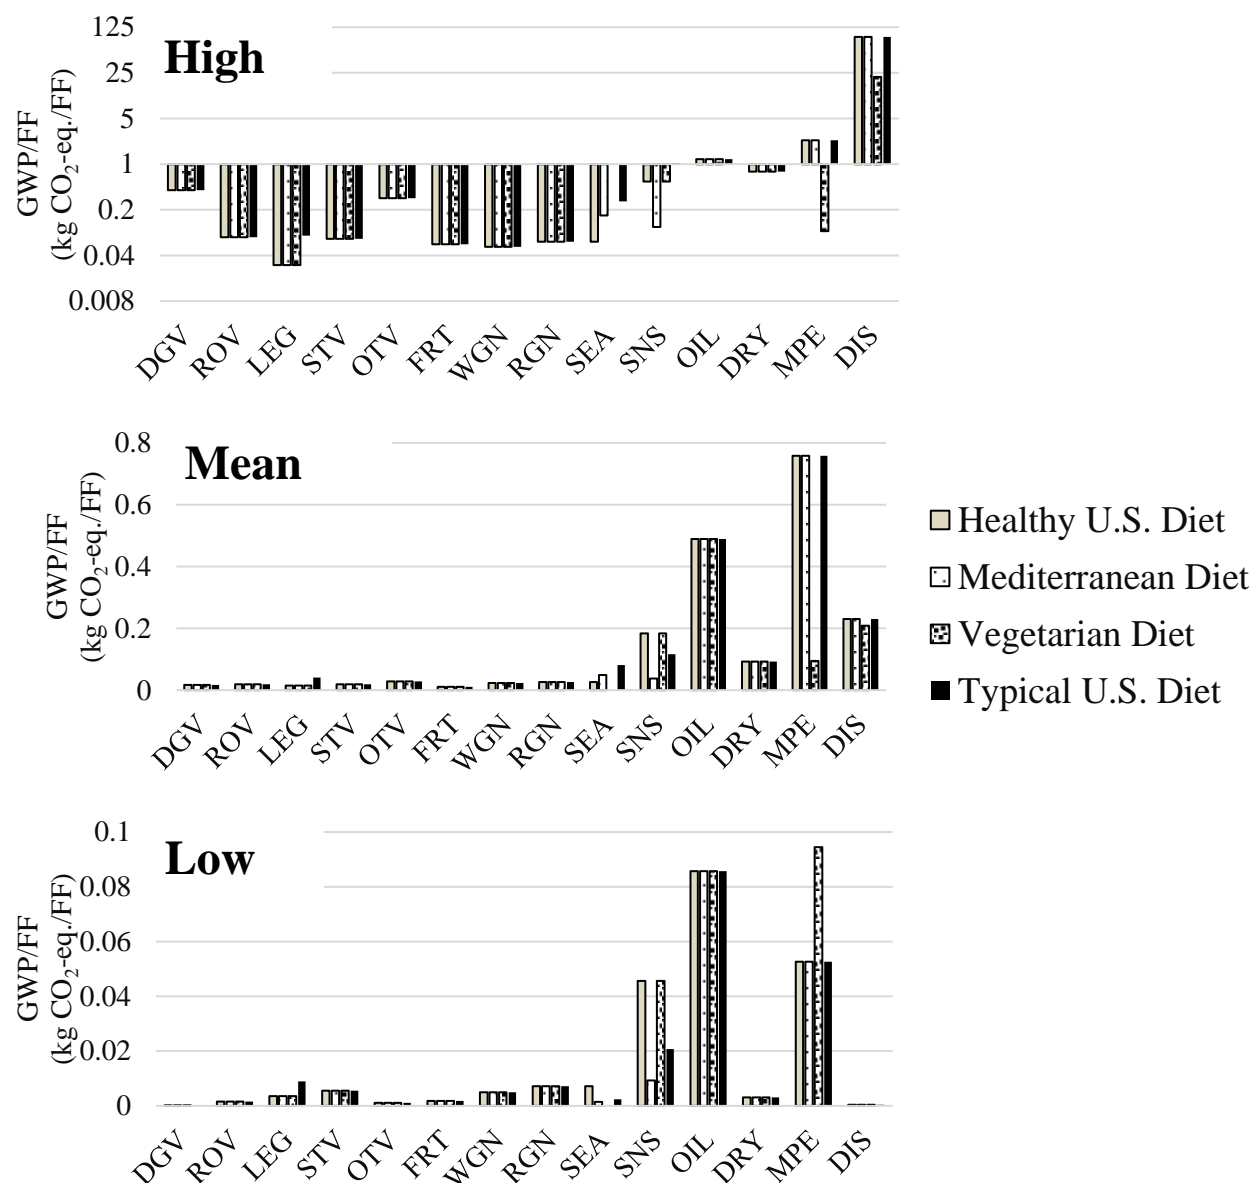 High
GWP/FF
(kg CO₂-eq./FF)
125
25
5
1
0.2
0.04
0.008
DGV ROV LEG STV OTV FRT WGN RGN SEA SNS OIL DRY MPE DIS
Mean
GWP/FF
(kg CO₂-eq./FF)
0.8
0.6
0.4
0.2
0
DGV ROV LEG STV OTV FRT WGN RGN SEA SNS OIL DRY MPE DIS
Healthy U.S. Diet
Mediterranean Diet
Vegetarian Diet
Typical U.S. Diet
Low
GWP/FF
(kg CO₂-eq./FF)
0.1
0.08
0.06
0.04
0.02
0
DGV ROV LEG STV OTV FRT WGN RGN SEA SNS OIL DRY MPE DIS